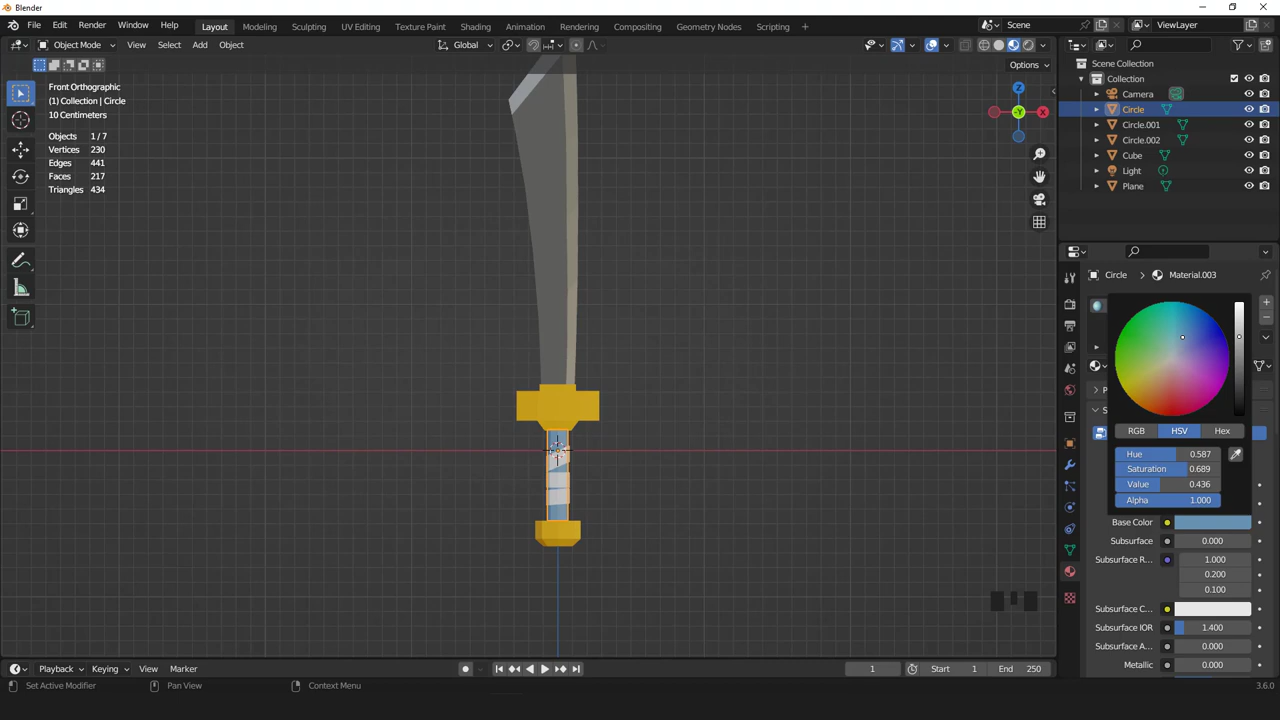 Blender
File Edit Render Window Help Layout Modeling Sculpting UV Editing Texture Paint Shading Animation Rendering Compositing Geometry Nodes Scripting + Scene ViewLayer
Object Mode View Select Add Object Global
Options
Front Orthographic
(1) Collection | Circle
10 Centimeters
Objects 1 / 7
Vertices 230
Edges 441
Faces 217
Triangles 434
Z
X
-Y
Scene Collection
Collection
Camera
Circle
Circle.001
Circle.002
Cube
Light
Plane
Circle > Material.003
RGB HSV Hex
Hue 0.587
Saturation 0.689
Value 0.436
Alpha 1.000
Base Color
Subsurface 0.000
Subsurface R... 1.000
0.200
0.100
Subsurface C...
Subsurface IOR 1.400
Subsurface A... 0.000
Metallic 0.000
Playback Keying View Marker 1 Start 1 End 250
Set Active Modifier Pan View Context Menu 3.6.0